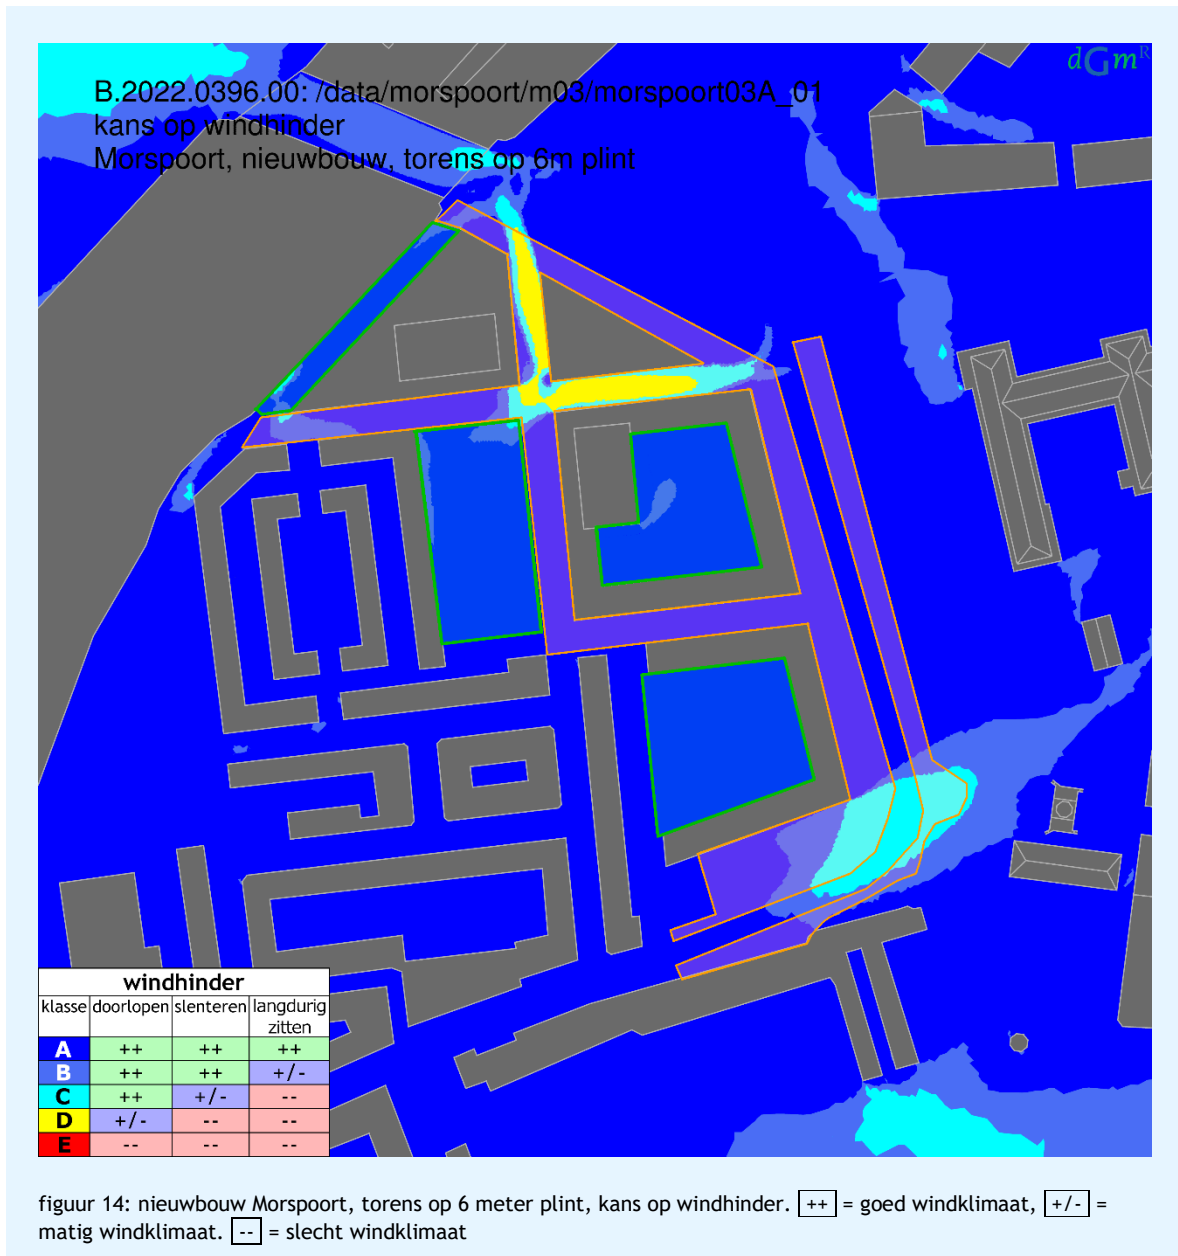 dGmR
B.2022.0396.00: /data/morspoort/m03/morspoort03A_01
kans op windhinder
Morspoort, nieuwbouw, torens op 6m plint
windhinder
klasse doorlopen slenteren langdurig zitten
A ++ ++ ++
B ++ ++ +/-
C ++ +/- --
D +/- -- --
E -- -- --
figuur 14: nieuwbouw Morspoort, torens op 6 meter plint, kans op windhinder. ++ = goed windklimaat, +/- =
matig windklimaat. -- = slecht windklimaat